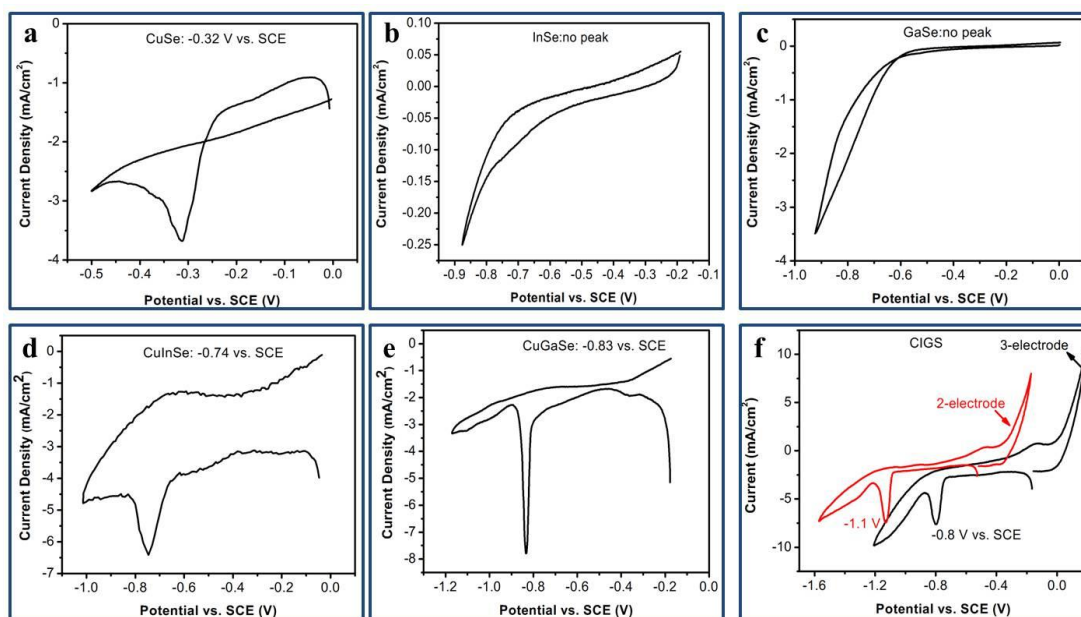 a
CuSe: -0.32 V vs. SCE
0
-1
-2
-3
-4
Current Density (mA/cm²)
-0.5 -0.4 -0.3 -0.2 -0.1 0.0
Potential vs. SCE (V)
b
InSe:no peak
0.10
0.05
0.00
-0.05
-0.10
-0.15
-0.20
-0.25
Current Density (mA/cm²)
-0.9 -0.8 -0.7 -0.6 -0.5 -0.4 -0.3 -0.2 -0.1
Potential vs. SCE (V)
c
GaSe:no peak
0
-1
-2
-3
-4
Current Density (mA/cm²)
-1.0 -0.8 -0.6 -0.4 -0.2 0.0
Potential vs. SCE (V)
d
CuInSe: -0.74 vs. SCE
0
-1
-2
-3
-4
-5
-6
-7
Current Density (mA/cm²
-1.0 -0.8 -0.6 -0.4 -0.2 0.0
Potential vs. SCE (V)
e
CuGaSe: -0.83 vs. SCE
0
-1
-2
-3
-4
-5
-6
-7
-8
Current Density (mA/cm²)
-1.2 -1.0 -0.8 -0.6 -0.4 -0.2 0.0
Potential vs. SCE (V)
f
CIGS
3-electrode
2-electrode
10
5
0
-5
-10
Current (mA/cm²)
-1.1 V
-0.8 V vs. SCE
-1.6 -1.2 -0.8 -0.4 0.0
Potential vs. SCE (V)